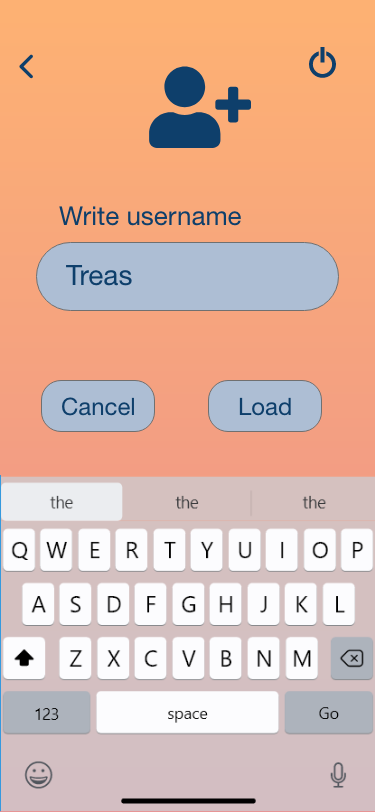 Write username
Treas
Cancel Load
the the the
Q W E R T Y U I O P
A S D F G H J K L
Z X C V B N M
123 space Go